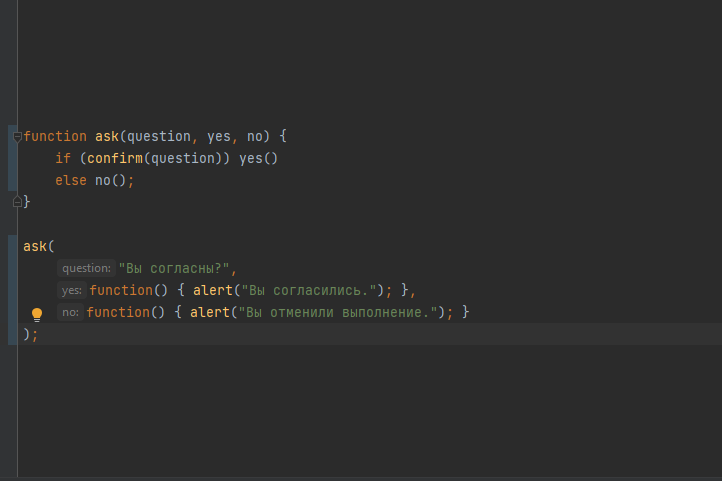 function ask(question, yes, no) {
if (confirm(question)) yes()
else no();
}
ask(
question: "Вы согласны?",
yes: function() { alert("Вы согласились."); },
no: function() { alert("Вы отменили выполнение."); }
);